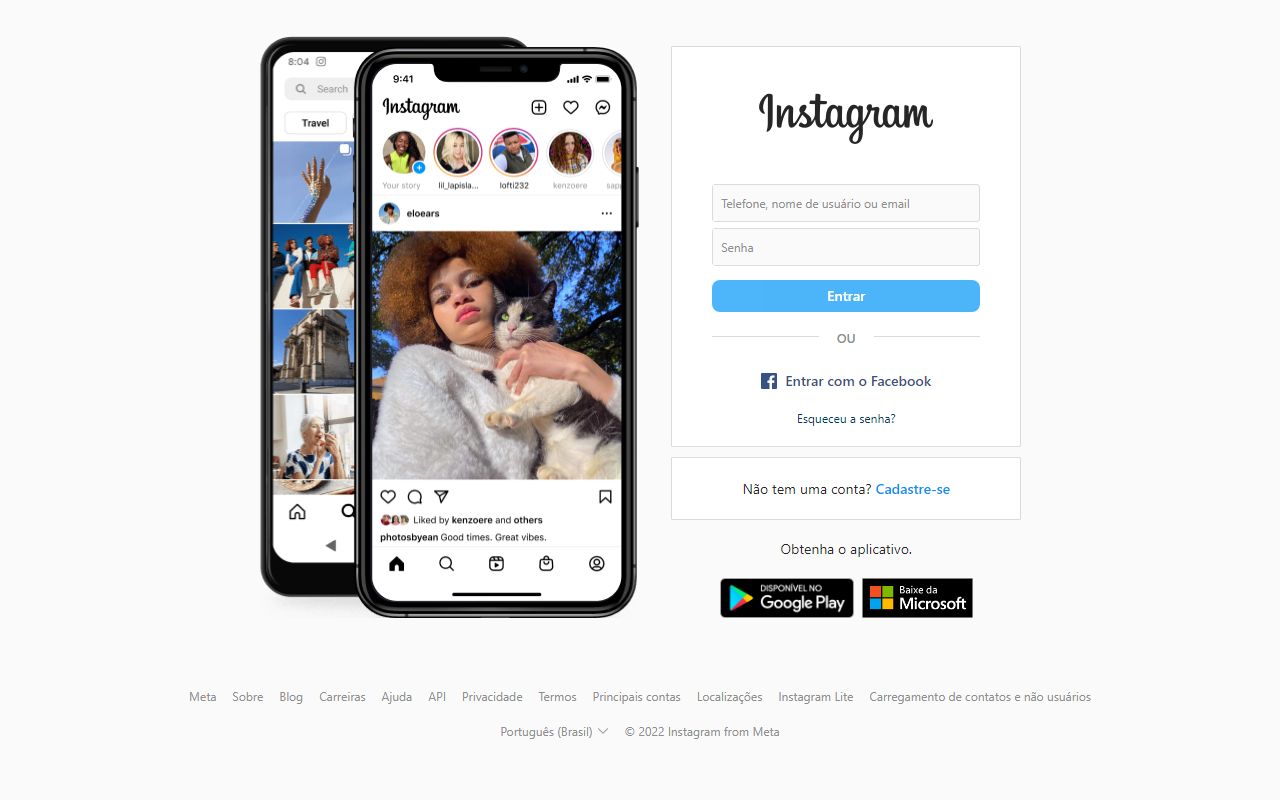 8:04
Search
Travel
9:41
Instagram
Your story
lil_lapisla...
lofti232
kenzoere
sap
eloears
Liked by kenzoere and others
photosbyean Good times. Great vibes.
Instagram
Telefone, nome de usuário ou email
Senha
Entrar
OU
Entrar com o Facebook
Esqueceu a senha?
Não tem uma conta? Cadastre-se
Obtenha o aplicativo.
DISPONÍVEL NO
Google Play
Baixe da
Microsoft
Meta Sobre Blog Carreiras Ajuda API Privacidade Termos Principais contas Localizações Instagram Lite Carregamento de contatos e não usuários
Português (Brasil) © 2022 Instagram from Meta